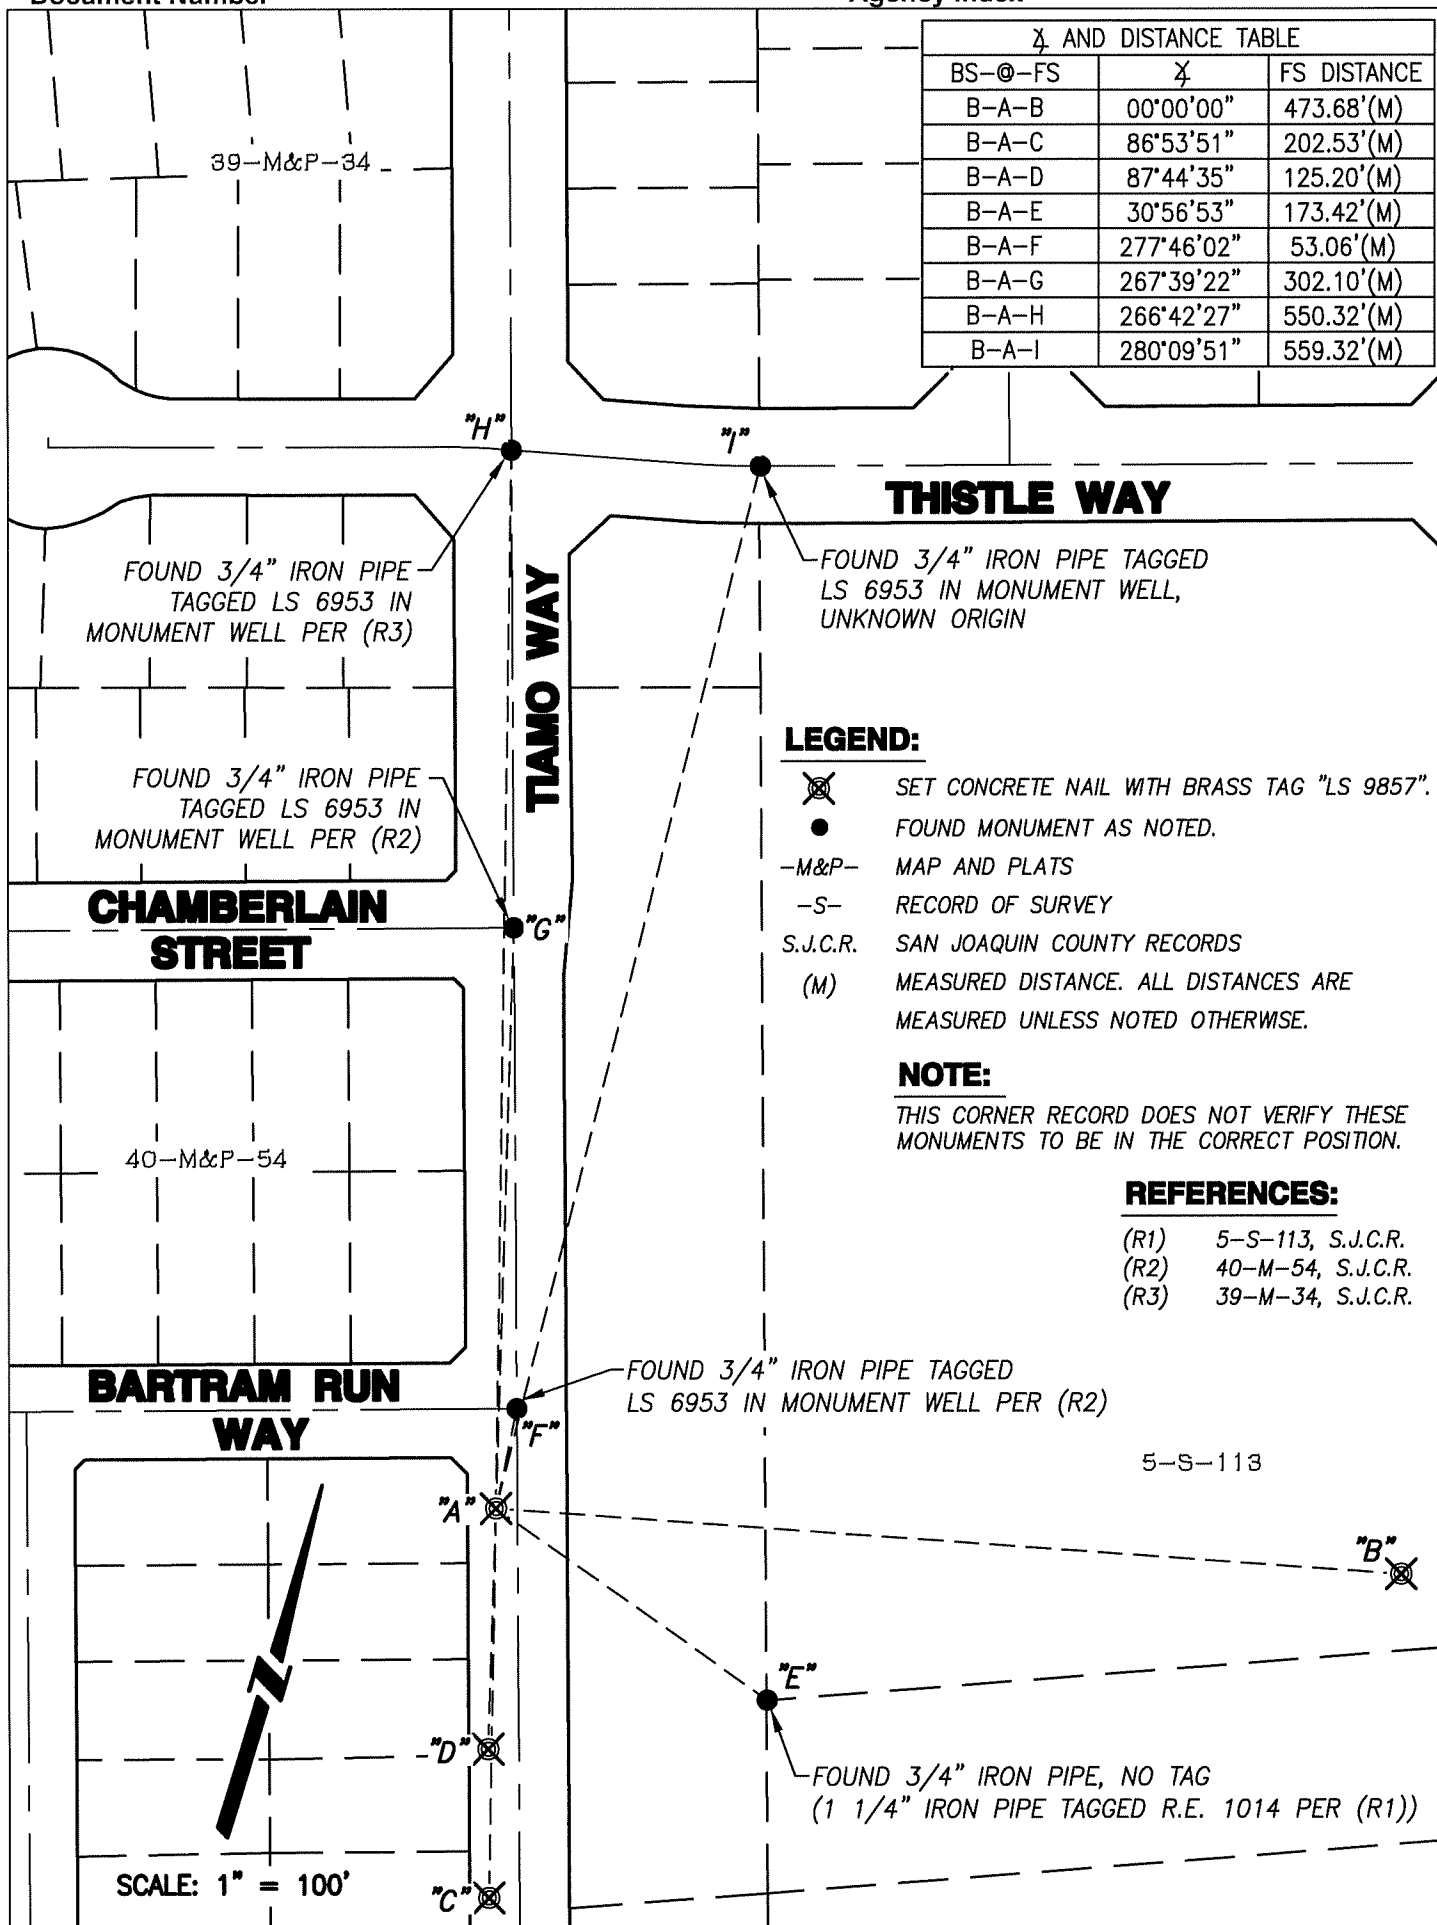 ∡ AND DISTANCE TABLE
BS-@-FS ∡ FS DISTANCE
B-A-B 00°00'00" 473.68'(M)
B-A-C 86°53'51" 202.53'(M)
B-A-D 87°44'35" 125.20'(M)
B-A-E 30°56'53" 173.42'(M)
B-A-F 277°46'02" 53.06'(M)
B-A-G 267°39'22" 302.10'(M)
B-A-H 266°42'27" 550.32'(M)
B-A-I 280°09'51" 559.32'(M)
39-M&P-34
"H"
"I"
THISTLE WAY
FOUND 3/4" IRON PIPE
TAGGED LS 6953 IN
MONUMENT WELL PER (R3)
FOUND 3/4" IRON PIPE TAGGED
LS 6953 IN MONUMENT WELL,
UNKNOWN ORIGIN
TIAMO WAY
FOUND 3/4" IRON PIPE
TAGGED LS 6953 IN
MONUMENT WELL PER (R2)
LEGEND:
SET CONCRETE NAIL WITH BRASS TAG "LS 9857".
FOUND MONUMENT AS NOTED.
-M&P- MAP AND PLATS
-S- RECORD OF SURVEY
S.J.C.R. SAN JOAQUIN COUNTY RECORDS
(M) MEASURED DISTANCE. ALL DISTANCES ARE
MEASURED UNLESS NOTED OTHERWISE.
CHAMBERLAIN
STREET
"G"
NOTE:
THIS CORNER RECORD DOES NOT VERIFY THESE
MONUMENTS TO BE IN THE CORRECT POSITION.
40-M&P-54
REFERENCES:
(R1) 5-S-113, S.J.C.R.
(R2) 40-M-54, S.J.C.R.
(R3) 39-M-34, S.J.C.R.
BARTRAM RUN
WAY
FOUND 3/4" IRON PIPE TAGGED
LS 6953 IN MONUMENT WELL PER (R2)
"F"
5-S-113
"A"
"B"
N
"E"
"D"
FOUND 3/4" IRON PIPE, NO TAG
(1 1/4" IRON PIPE TAGGED R.E. 1014 PER (R1))
SCALE: 1" = 100'
"C"